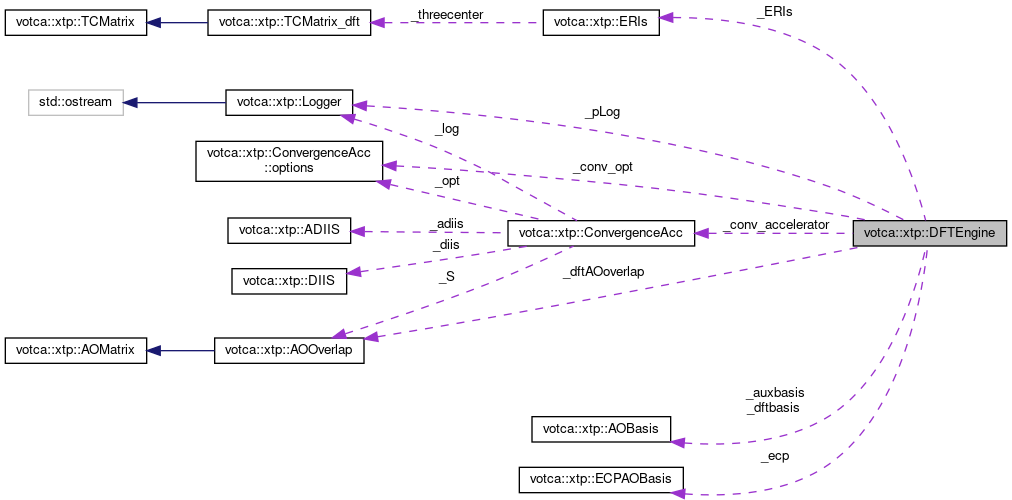 votca::xtp::TCMatrix
votca::xtp::TCMatrix_dft
_threecenter
votca::xtp::ERIs
_ERIs
std::ostream
votca::xtp::Logger
_pLog
_log
votca::xtp::ConvergenceAcc
::options
_conv_opt
_opt
votca::xtp::ADIIS
_adiis
votca::xtp::ConvergenceAcc
_conv_accelerator
votca::xtp::DFTEngine
_diis
votca::xtp::DIIS
_S
_dftAOoverlap
votca::xtp::AOMatrix
votca::xtp::AOOverlap
_auxbasis
_dftbasis
votca::xtp::AOBasis
_ecp
votca::xtp::ECPAOBasis